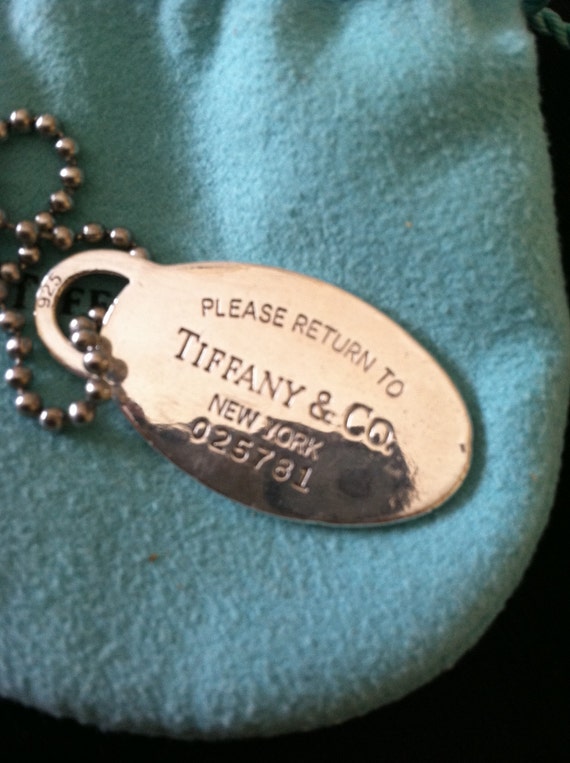 925
PLEASE RETURN TO
TIFFANY & CO.
NEW YORK
025781